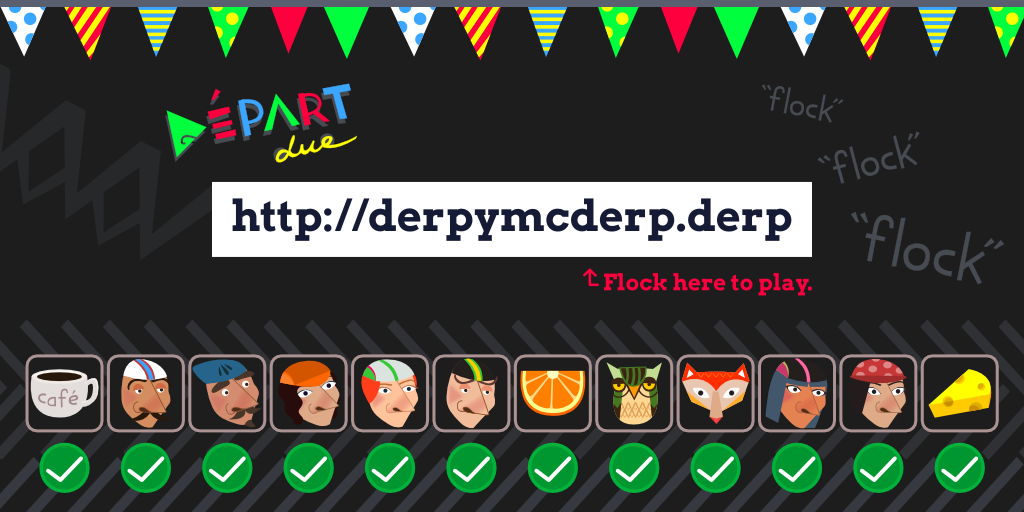 DÉPART
due
"flock"
"flock"
"flock"
http://derpymcderp.derp
Flock here to play.
café